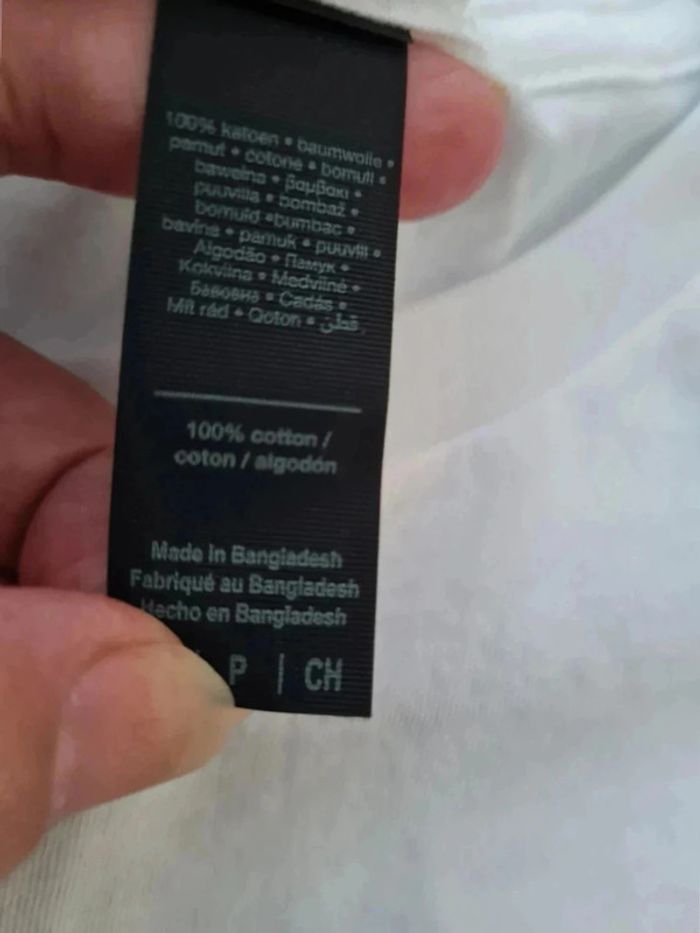 100% katoen • baumwolle •
pamut • cotone • bomull •
bawełna • βαμβακι •
puuvilla • bombaž •
bomuld •bumbac •
bavlna • pamuk • puuvill •
Algodão • Памук •
Kokvilna • Medvilnė •
бавовна • Cadás •
Mít rád • Qoton • قطن
100% cotton /
coton / algodón
Made in Bangladesh
Fabriqué au Bangladesh
Hecho en Bangladesh
P | CH